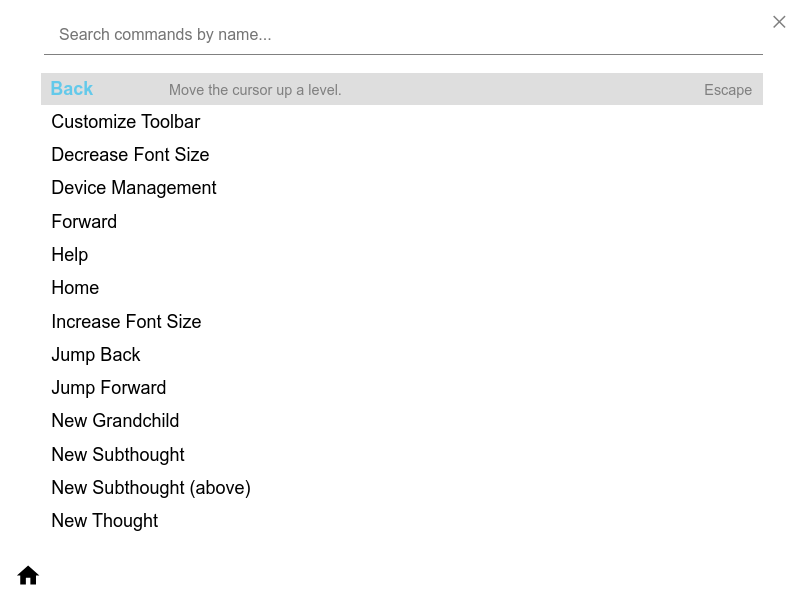 Search commands by name...
Back Move the cursor up a level. Escape
Customize Toolbar
Decrease Font Size
Device Management
Forward
Help
Home
Increase Font Size
Jump Back
Jump Forward
New Grandchild
New Subthought
New Subthought (above)
New Thought